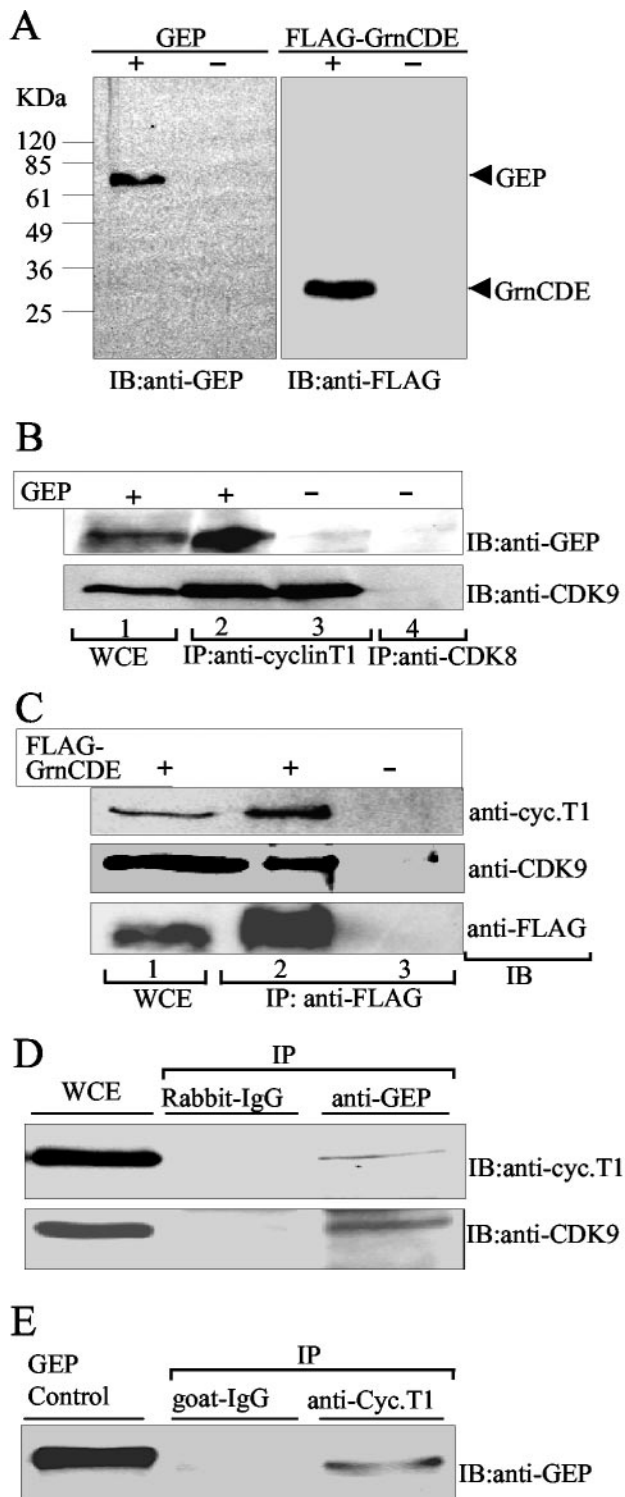 A
GEP FLAG-GrnCDE
+ − + −
KDa
120
85
61
49
36
25
GEP
GrnCDE
IB:anti-GEP IB:anti-FLAG
B
GEP + + − −
IB:anti-GEP
IB:anti-CDK9
1 2 3 4
WCE IP:anti-cyclinT1 IP:anti-CDK8
C
FLAG-
GrnCDE + + −
anti-cyc.T1
anti-CDK9
anti-FLAG
1 2 3 IB
WCE IP: anti-FLAG
D
IP
WCE Rabbit-IgG anti-GEP
IB:anti-cyc.T1
IB:anti-CDK9
E
IP
GEP
Control goat-IgG anti-Cyc.T1
IB:anti-GEP